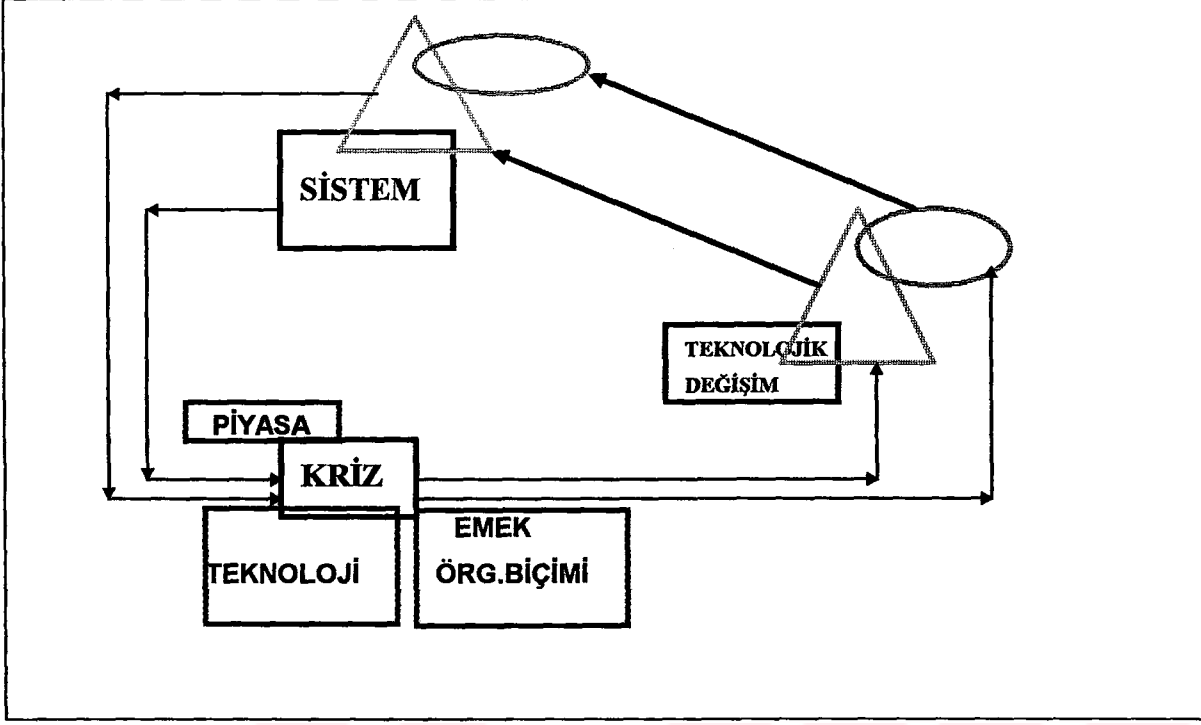 SİSTEM
TEKNOLOJİK
DEĞİŞİM
PİYASA
KRİZ
TEKNOLOJİ
EMEK
ÖRG.BİÇİMİ